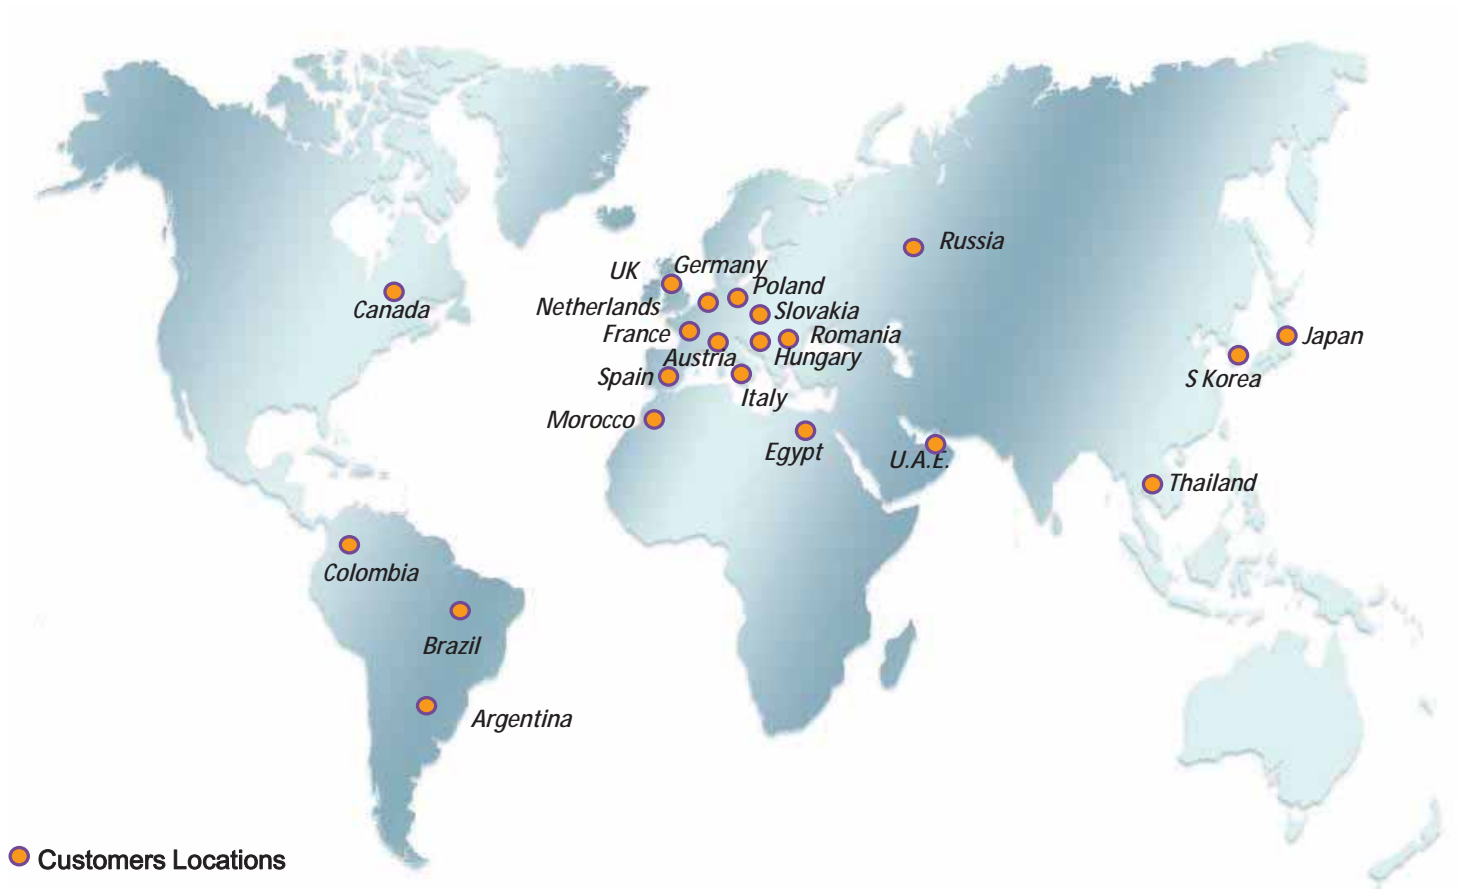 Russia
UK
Germany
Poland
Canada
Netherlands
Slovakia
France
Romania
Japan
Austria
Hungary
Spain
S Korea
Italy
Morocco
Egypt
U.A.E.
Thailand
Colombia
Brazil
Argentina
Customers Locations